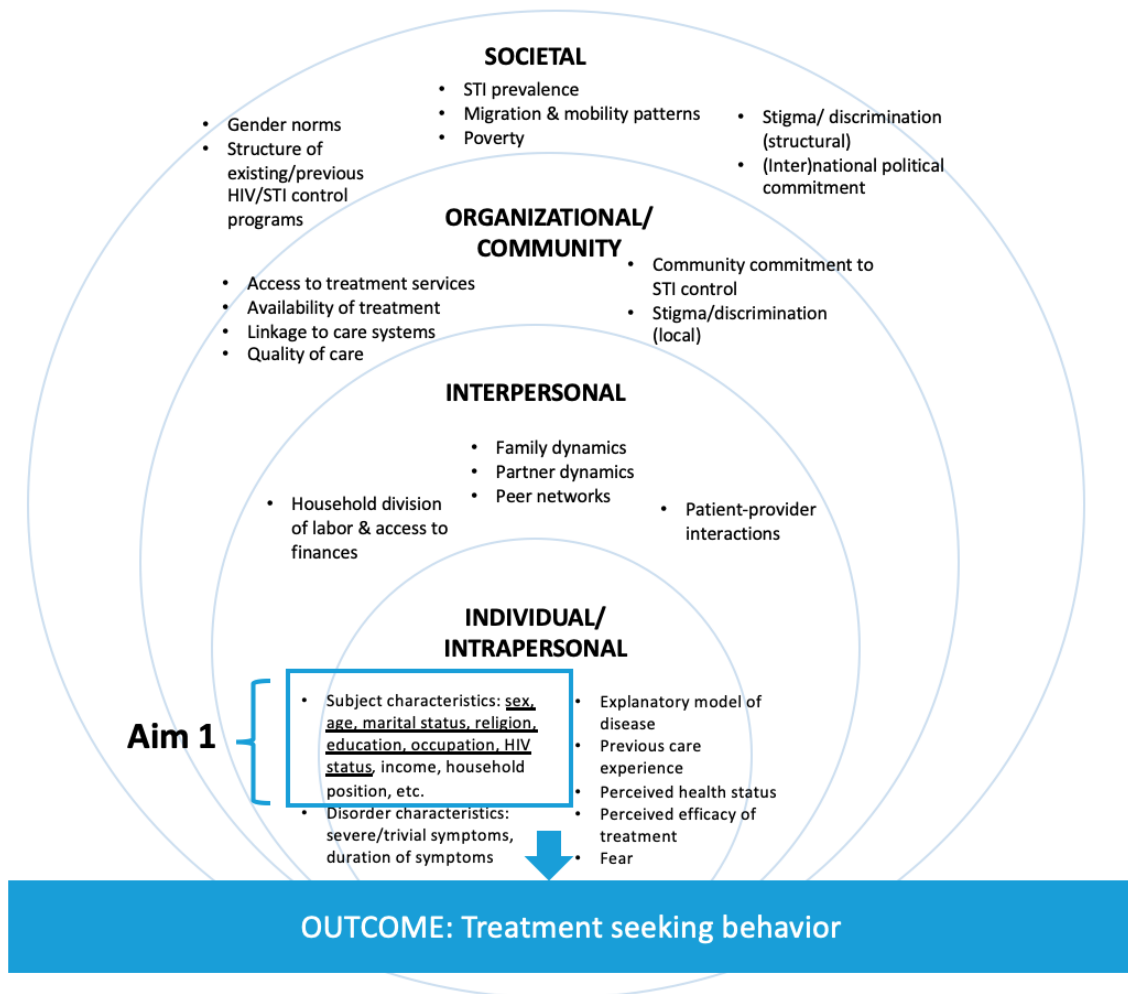 SOCIETAL
• STI prevalence
• Migration & mobility patterns
• Poverty
• Gender norms
• Structure of
existing/previous
HIV/STI control
programs
• Stigma/ discrimination
(structural)
• (Inter)national political
commitment
ORGANIZATIONAL/
COMMUNITY
• Access to treatment services
• Availability of treatment
• Linkage to care systems
• Quality of care
• Community commitment to
STI control
• Stigma/discrimination
(local)
INTERPERSONAL
• Family dynamics
• Partner dynamics
• Peer networks
• Household division
of labor & access to
finances
• Patient-provider
interactions
INDIVIDUAL/
INTRAPERSONAL
Aim 1
• Subject characteristics: sex,
age, marital status, religion,
education, occupation, HIV
status, income, household
position, etc.
• Disorder characteristics:
severe/trivial symptoms,
duration of symptoms
• Explanatory model of
disease
• Previous care
experience
• Perceived health status
• Perceived efficacy of
treatment
• Fear
OUTCOME: Treatment seeking behavior